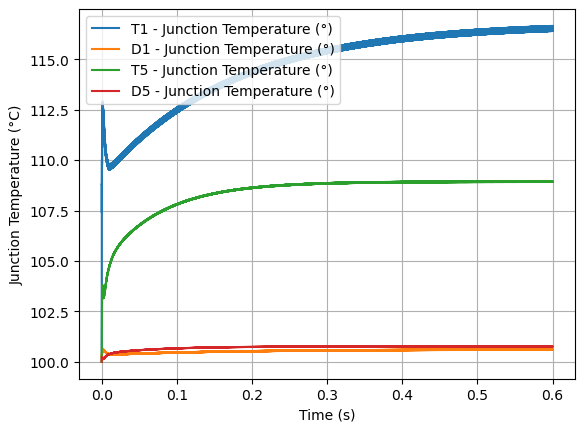 T1 - Junction Temperature (°)
D1 - Junction Temperature (°)
T5 - Junction Temperature (°)
D5 - Junction Temperature (°)
Junction Temperature (°C)
115.0
112.5
110.0
107.5
105.0
102.5
100.0
0.0 0.1 0.2 0.3 0.4 0.5 0.6
Time (s)